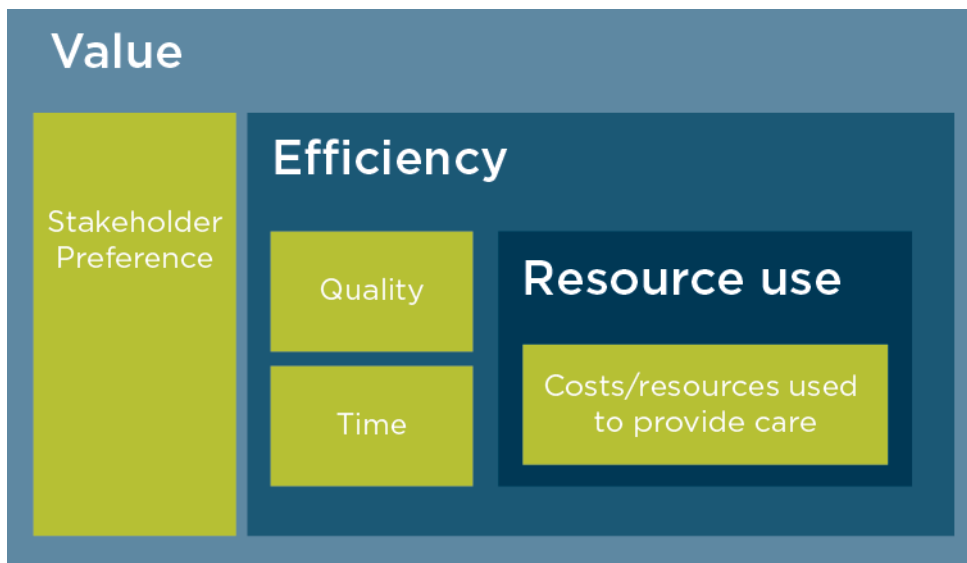 Value
Stakeholder
Preference
Efficiency
Quality
Time
Resource use
Costs/resources used
to provide care